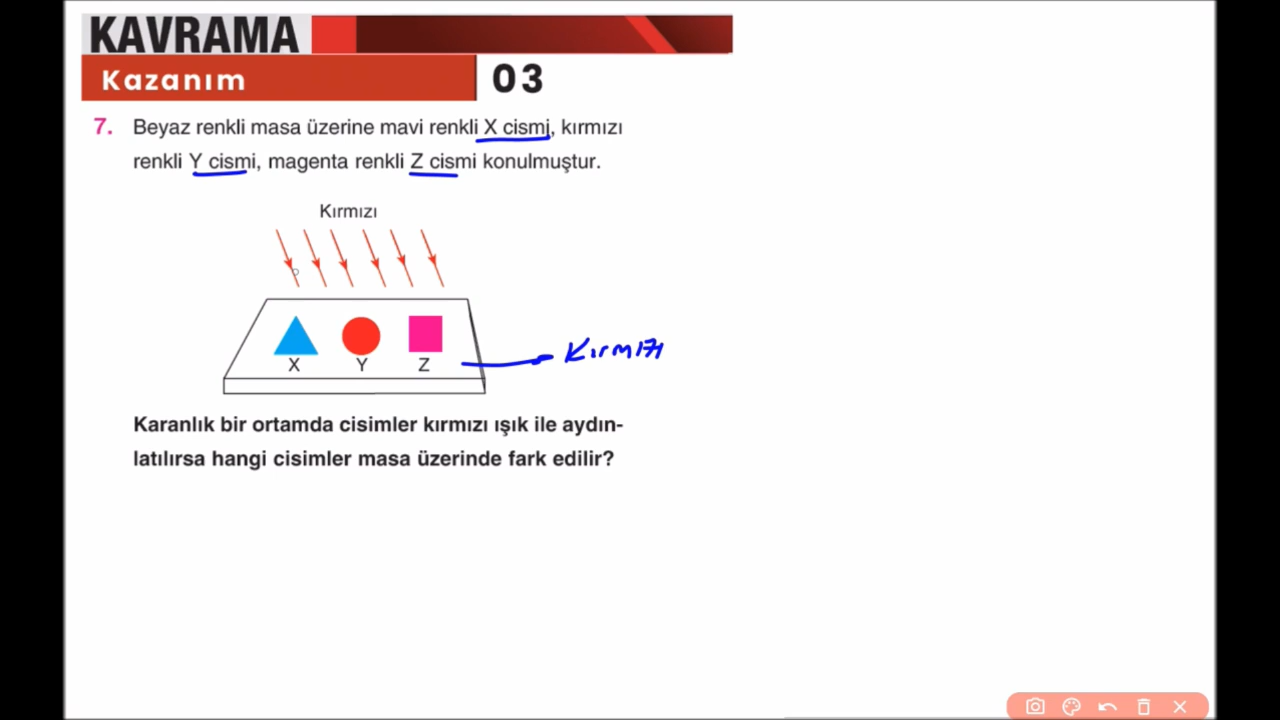 KAVRAMA
Kazanım 03
7. Beyaz renkli masa üzerine mavi renkli X cismi, kırmızı
renkli Y cismi, magenta renkli Z cismi konulmuştur.
Kırmızı
X Y Z
Kırmızı
Karanlık bir ortamda cisimler kırmızı ışık ile aydın-
latılırsa hangi cisimler masa üzerinde fark edilir?